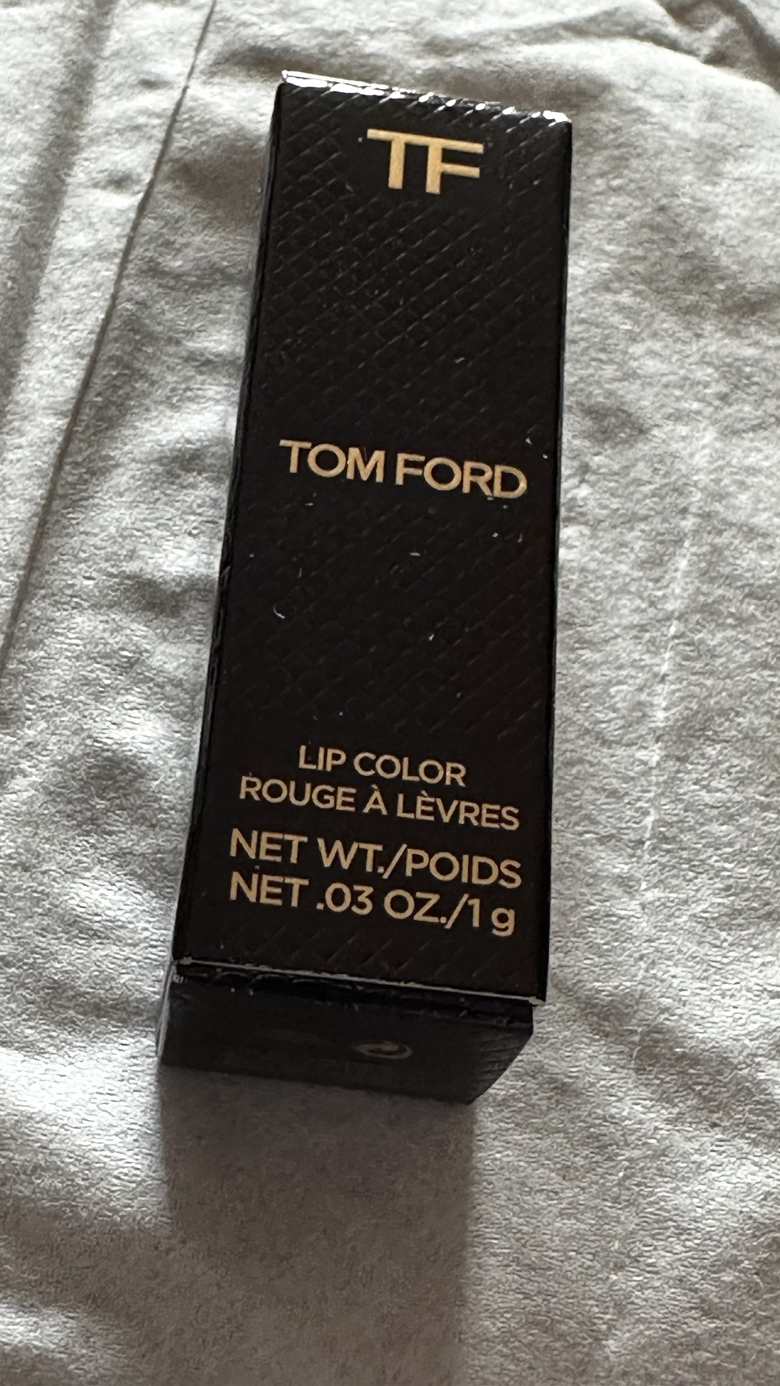 TF
TOM FORD
LIP COLOR
ROUGE À LÈVRES
NET WT./POIDS
NET .03 OZ./1 g